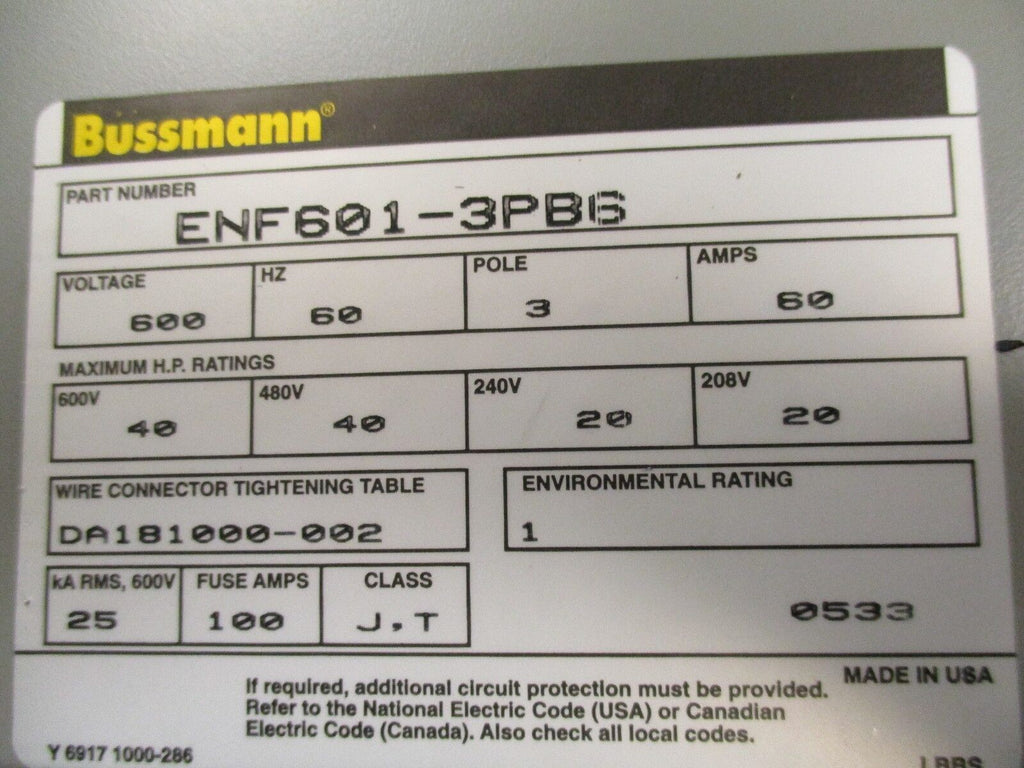 Bussmann®
PART NUMBER
ENF601-3PB6
VOLTAGE HZ POLE AMPS
600 60 3 60
MAXIMUM H.P. RATINGS
600V 480V 240V 208V
40 40 20 20
WIRE CONNECTOR TIGHTENING TABLE
DA181000-002
ENVIRONMENTAL RATING
1
kA RMS, 600V FUSE AMPS CLASS
25 100 J,T
0533
MADE IN USA
If required, additional circuit protection must be provided.
Refer to the National Electric Code (USA) or Canadian
Electric Code (Canada). Also check all local codes.
Y 6917 1000-286